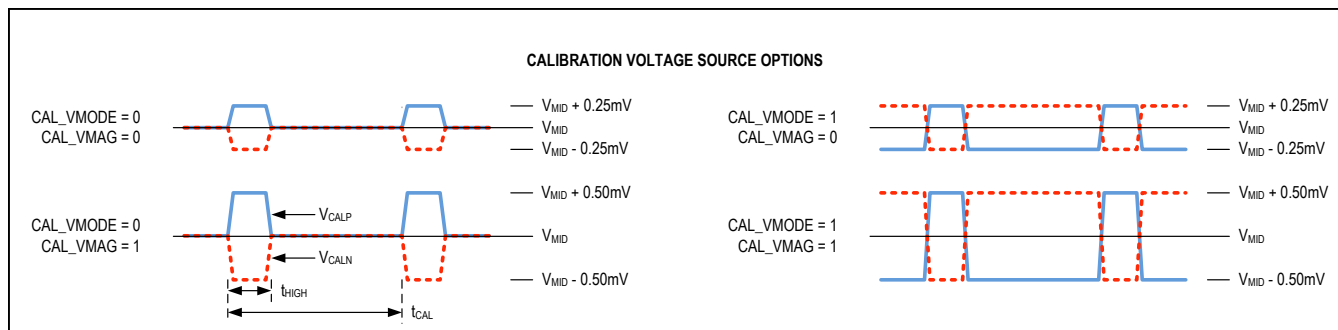 CALIBRATION VOLTAGE SOURCE OPTIONS
CAL_VMODE = 0
CAL_VMAG = 0
VMID + 0.25mV
VMID
VMID - 0.25mV
CAL_VMODE = 0
CAL_VMAG = 1
VCALP
VCALN
tHIGH
tCAL
VMID + 0.50mV
VMID
VMID - 0.50mV
CAL_VMODE = 1
CAL_VMAG = 0
VMID + 0.25mV
VMID
VMID - 0.25mV
CAL_VMODE = 1
CAL_VMAG = 1
VMID + 0.50mV
VMID
VMID - 0.50mV